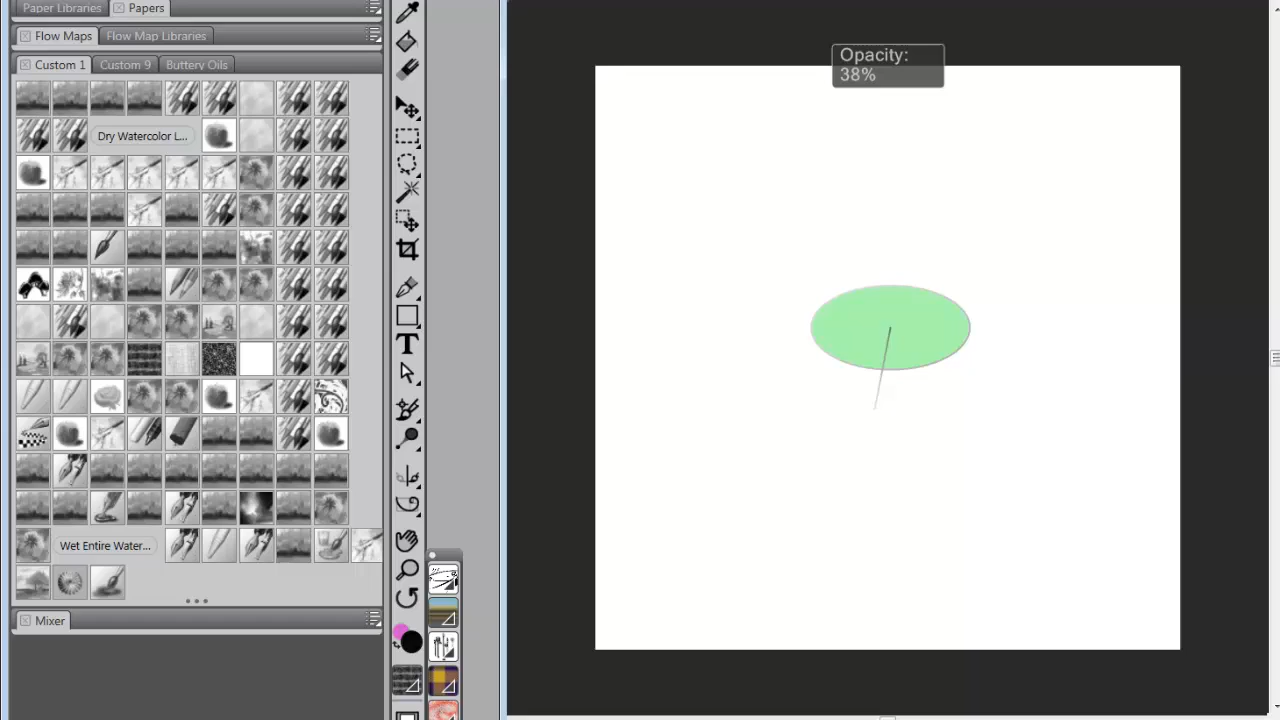 Paper Libraries Papers
Flow Maps Flow Map Libraries
Custom 1 Custom 9 Buttery Oils
Dry Watercolor L...
Wet Entire Water...
Mixer
T
Opacity:
38%